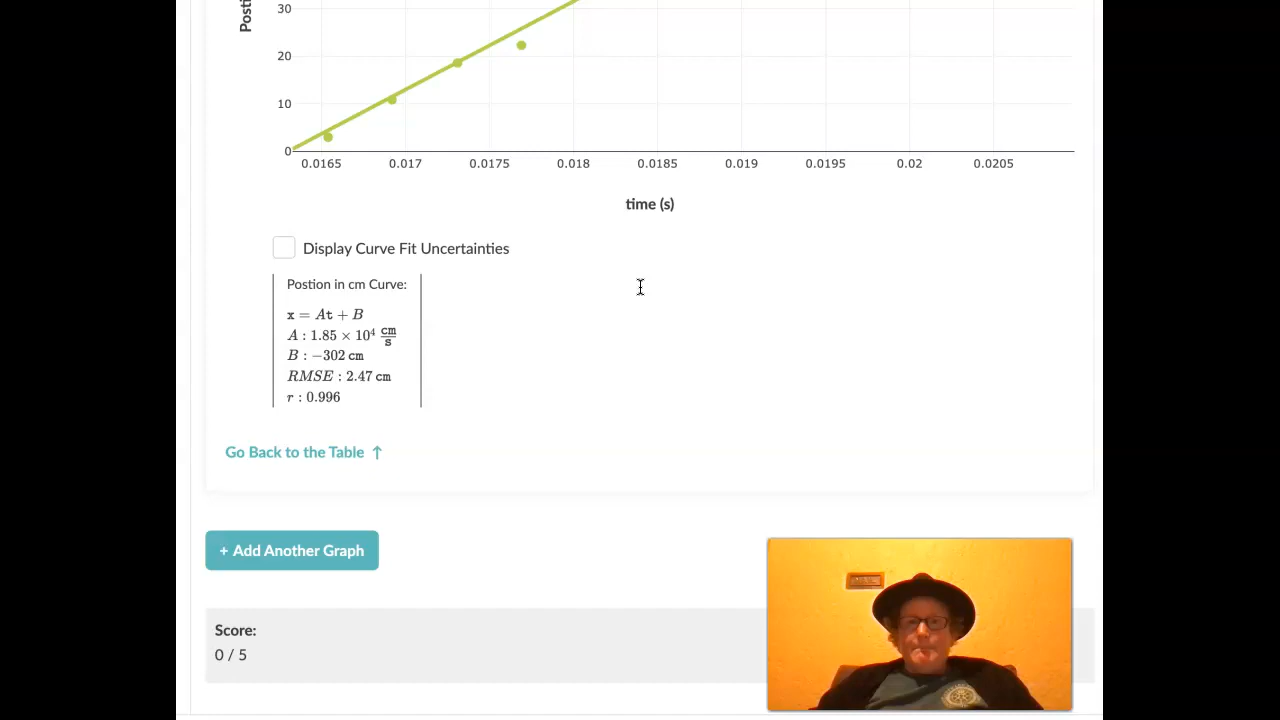 Posti
30
20
10
0
0.0165 0.017 0.0175 0.018 0.0185 0.019 0.0195 0.02 0.0205
time (s)
Display Curve Fit Uncertainties
Postion in cm Curve:
x = At + B
A : 1.85 × 10⁴ cm/s
B : −302 cm
RMSE : 2.47 cm
r : 0.996
Go Back to the Table ↑
+ Add Another Graph
Score:
0 / 5